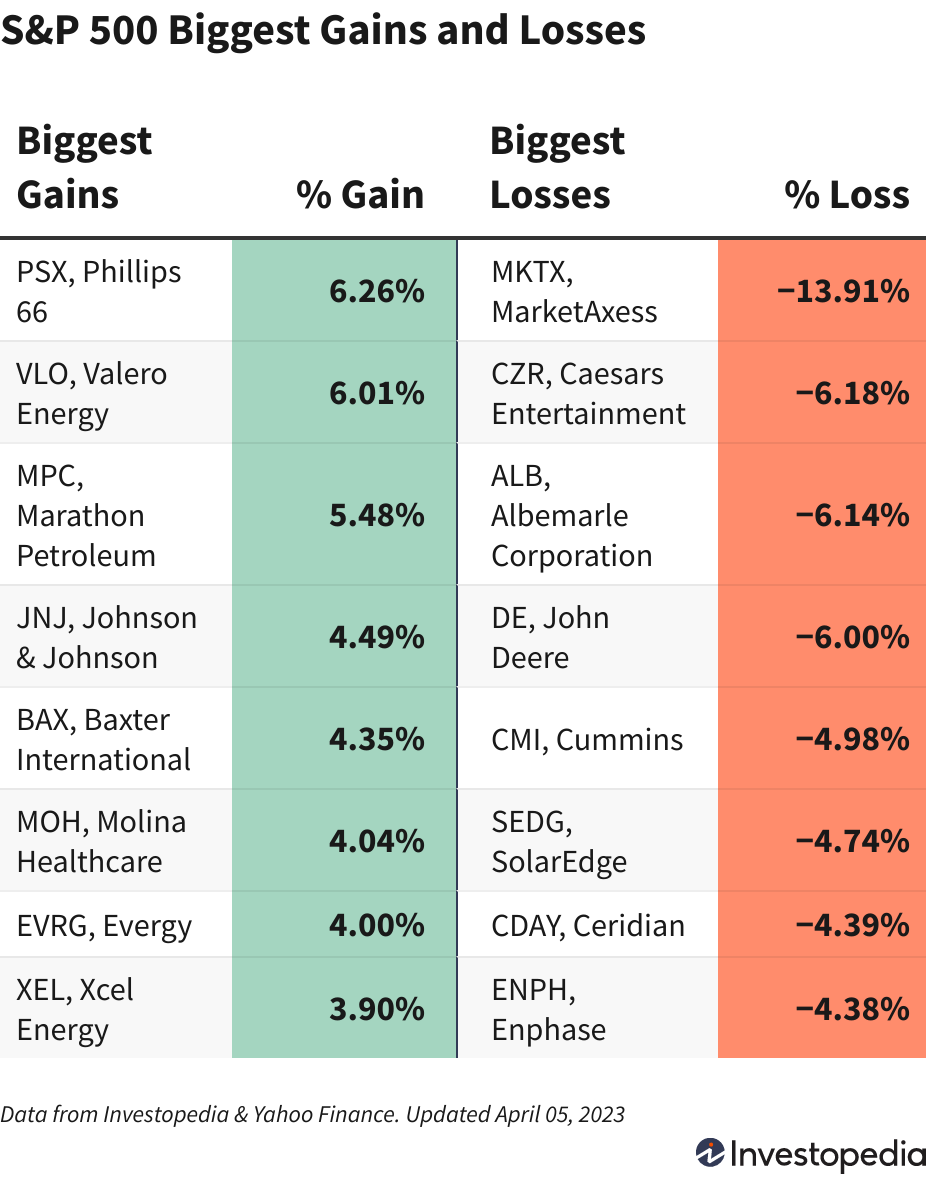 S&P 500 Biggest Gains and Losses
Biggest
Gains
% Gain
Biggest
Losses
% Loss
PSX, Phillips
66
6.26%
MKTX,
MarketAxess
−13.91%
VLO, Valero
Energy
6.01%
CZR, Caesars
Entertainment
−6.18%
MPC,
Marathon
Petroleum
5.48%
ALB,
Albemarle
Corporation
−6.14%
JNJ, Johnson
& Johnson
4.49%
DE, John
Deere
−6.00%
BAX, Baxter
International
4.35%
CMI, Cummins
−4.98%
MOH, Molina
Healthcare
4.04%
SEDG,
SolarEdge
−4.74%
EVRG, Evergy
4.00%
CDAY, Ceridian
−4.39%
XEL, Xcel
Energy
3.90%
ENPH,
Enphase
−4.38%
Data from Investopedia & Yahoo Finance. Updated April 05, 2023
Investopedia